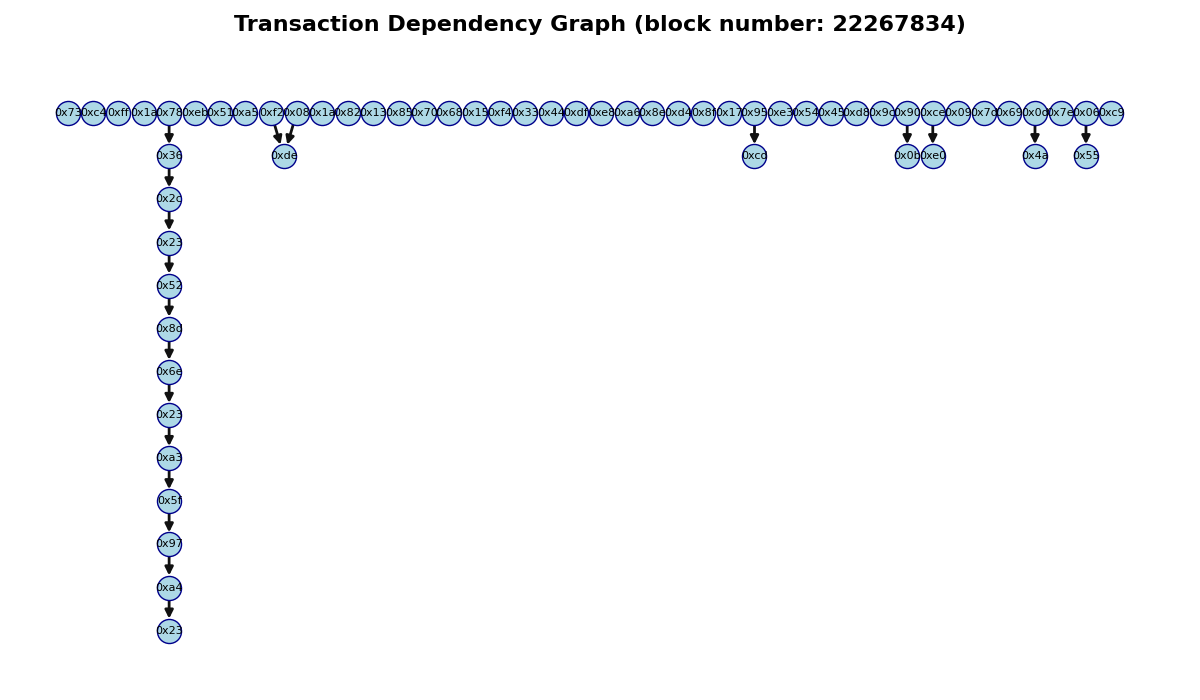 Transaction Dependency Graph (block number: 22267834)
0x73 0xc4 0xff 0x1a 0x78 0xeb 0x51 0xa5 0xf2 0x08 0x1a 0x82 0x13 0x85 0x70 0x68 0x15 0xf4 0x33 0x44 0xdf 0xe8 0xa6 0x8e 0xd4 0x8f 0x17 0x95 0xe3 0x54 0x45 0xd8 0x9c 0x90 0xce 0x09 0x7c 0x69 0x0d 0x7e 0x06 0xc9
0x36 0xde 0xcd 0x0b 0xe0 0x4a 0x55
0x2c
0x23
0x52
0x8d
0x6e
0x23
0xa3
0x5f
0x97
0xa4
0x23